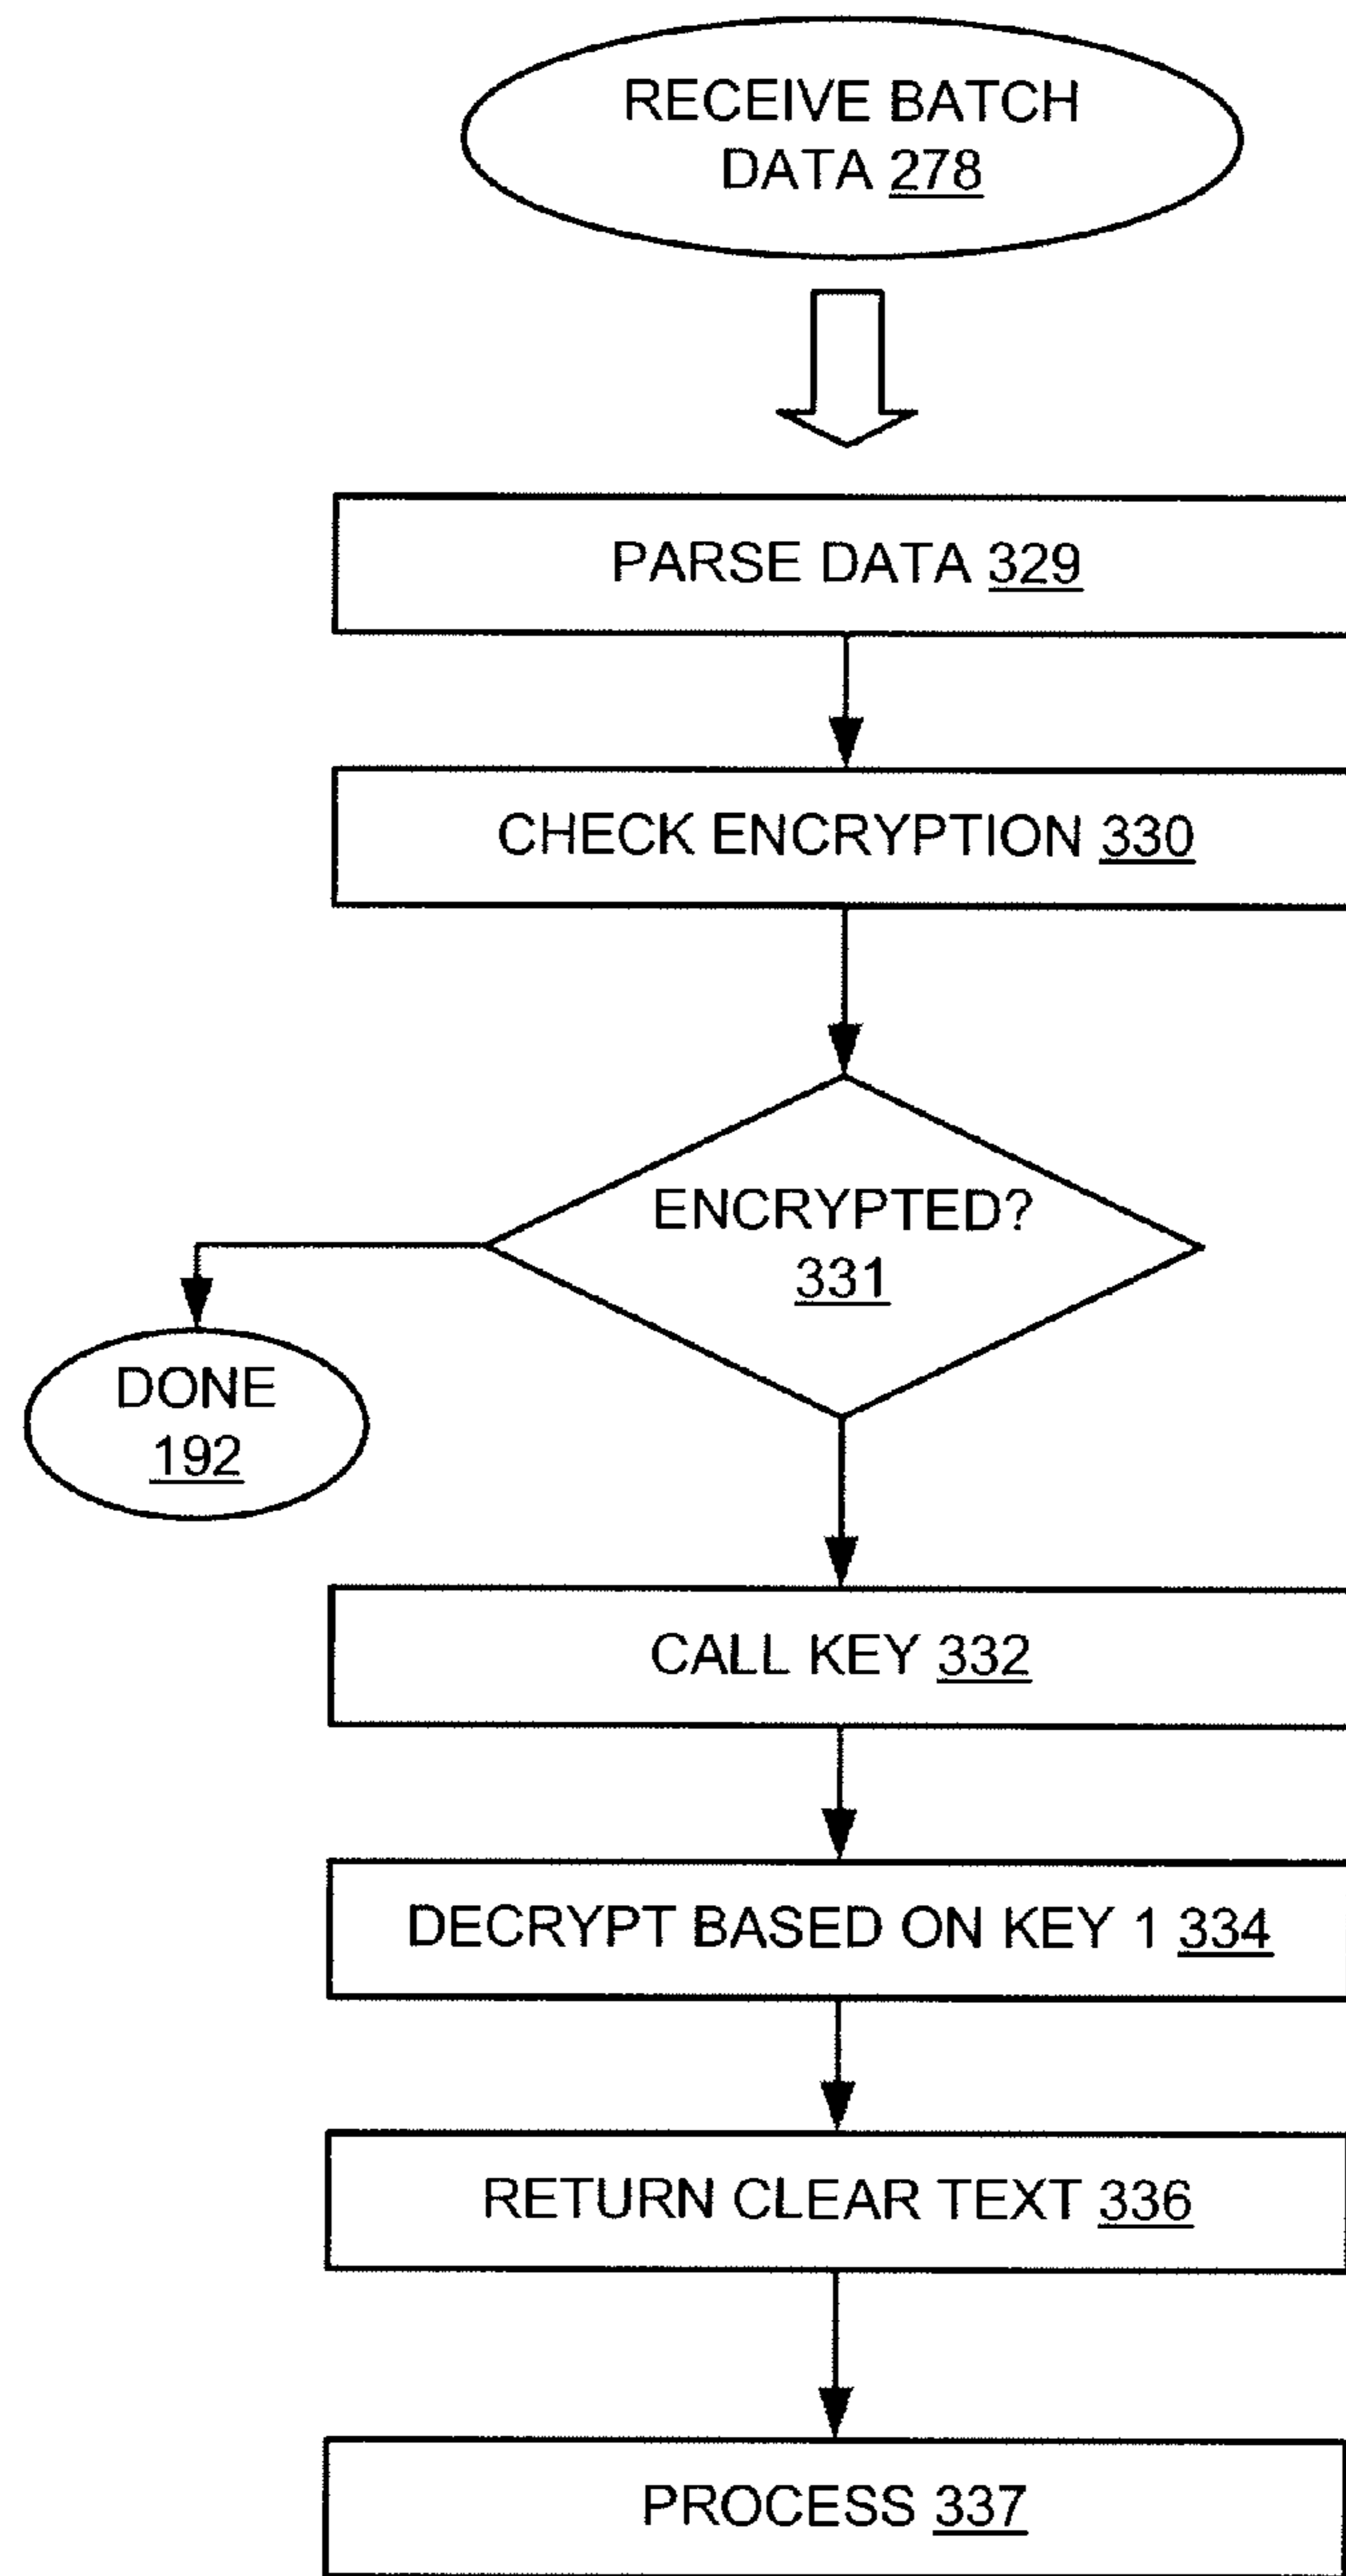 RECEIVE BATCH
DATA 278
PARSE DATA 329
CHECK ENCRYPTION 330
ENCRYPTED?
331
DONE
192
CALL KEY 332
DECRYPT BASED ON KEY 1 334
RETURN CLEAR TEXT 336
PROCESS 337